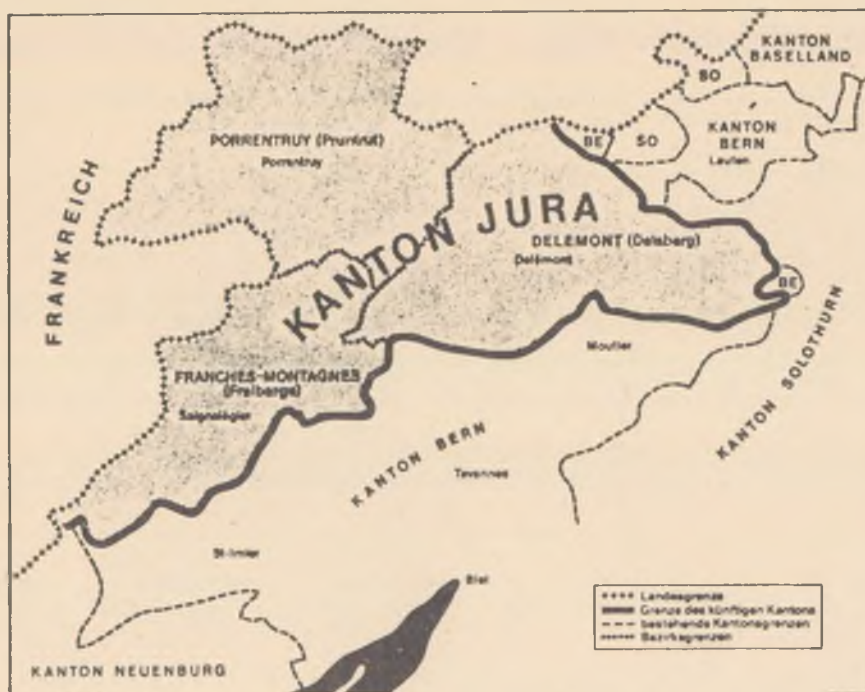 KANTON
BASELLAND
SO
PORRENTRUY (Pruntrut)
Porrentruy
BE
SO
KANTON
BERN
Laufen
FRANKREICH
KANTON JURA
DELEMONT (Delsberg)
Delémont
BE
KANTON SOLOTHURN
Moutier
FRANCHES-MONTAGNES
(Freiberge)
Saignelégier
KANTON BERN
Tavannes
St-Imier
Biel
KANTON NEUENBURG
Landesgrenze
Grenze des künftigen Kantons
bestehende Kantonsgrenzen
Bezirksgrenzen